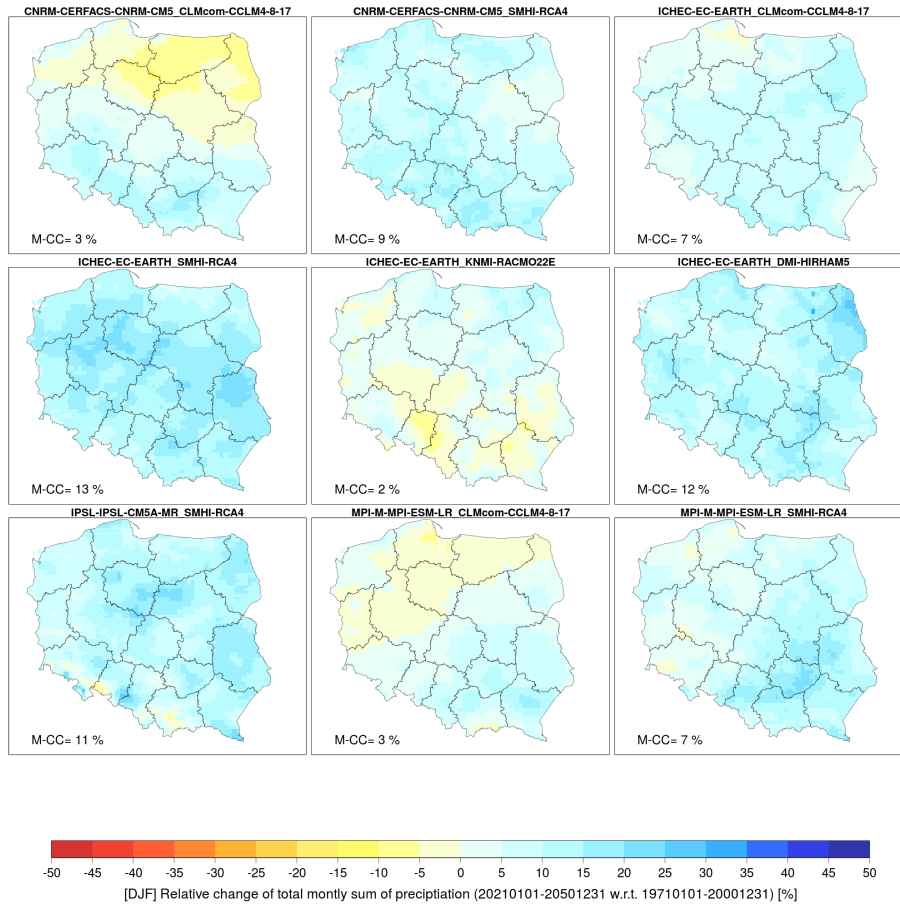 CNRM-CERFACS-CNRM-CM5_CLMcom-CCLM4-8-17
CNRM-CERFACS-CNRM-CM5_SMHI-RCA4
ICHEC-EC-EARTH_CLMcom-CCLM4-8-17
M-CC= 3 %
M-CC= 9 %
M-CC= 7 %
ICHEC-EC-EARTH_SMHI-RCA4
ICHEC-EC-EARTH_KNMI-RACMO22E
ICHEC-EC-EARTH_DMI-HIRHAM5
M-CC= 13 %
M-CC= 2 %
M-CC= 12 %
IPSL-IPSL-CM5A-MR_SMHI-RCA4
MPI-M-MPI-ESM-LR_CLMcom-CCLM4-8-17
MPI-M-MPI-ESM-LR_SMHI-RCA4
M-CC= 11 %
M-CC= 3 %
M-CC= 7 %
-50 -45 -40 -35 -30 -25 -20 -15 -10 -5 0 5 10 15 20 25 30 35 40 45 50
[DJF] Relative change of total montly sum of precipitation (20210101-20501231 w.r.t. 19710101-20001231) [%]